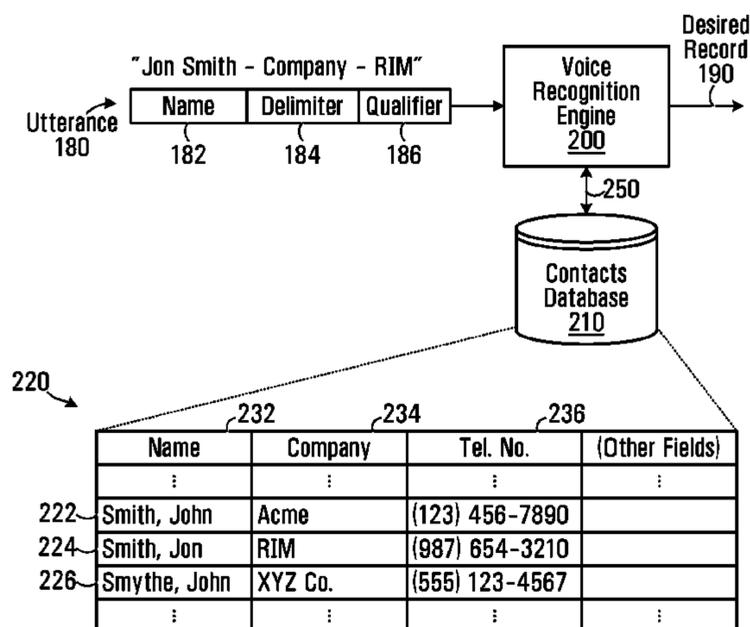 "Jon Smith - Company - RIM"
Utterance
180
Name Delimiter Qualifier
182 184 186
Voice
Recognition
Engine
200
Desired
Record
190
250
Contacts
Database
210
220
232 234 236
Name Company Tel. No. (Other Fields)
⋮ ⋮ ⋮ ⋮
222 Smith, John Acme (123) 456-7890
224 Smith, Jon RIM (987) 654-3210
226 Smythe, John XYZ Co. (555) 123-4567
⋮ ⋮ ⋮ ⋮